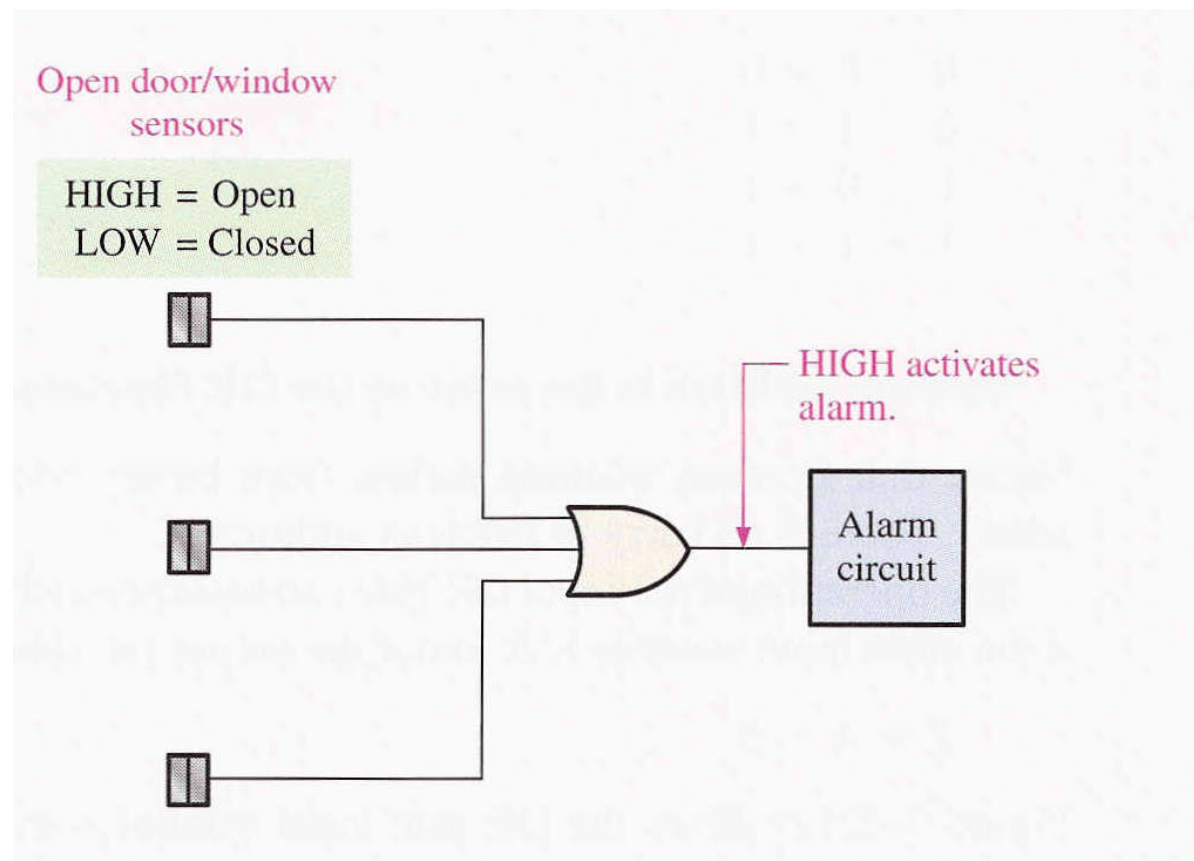 Open door/window
sensors
HIGH = Open
LOW = Closed
HIGH activates
alarm.
Alarm
circuit